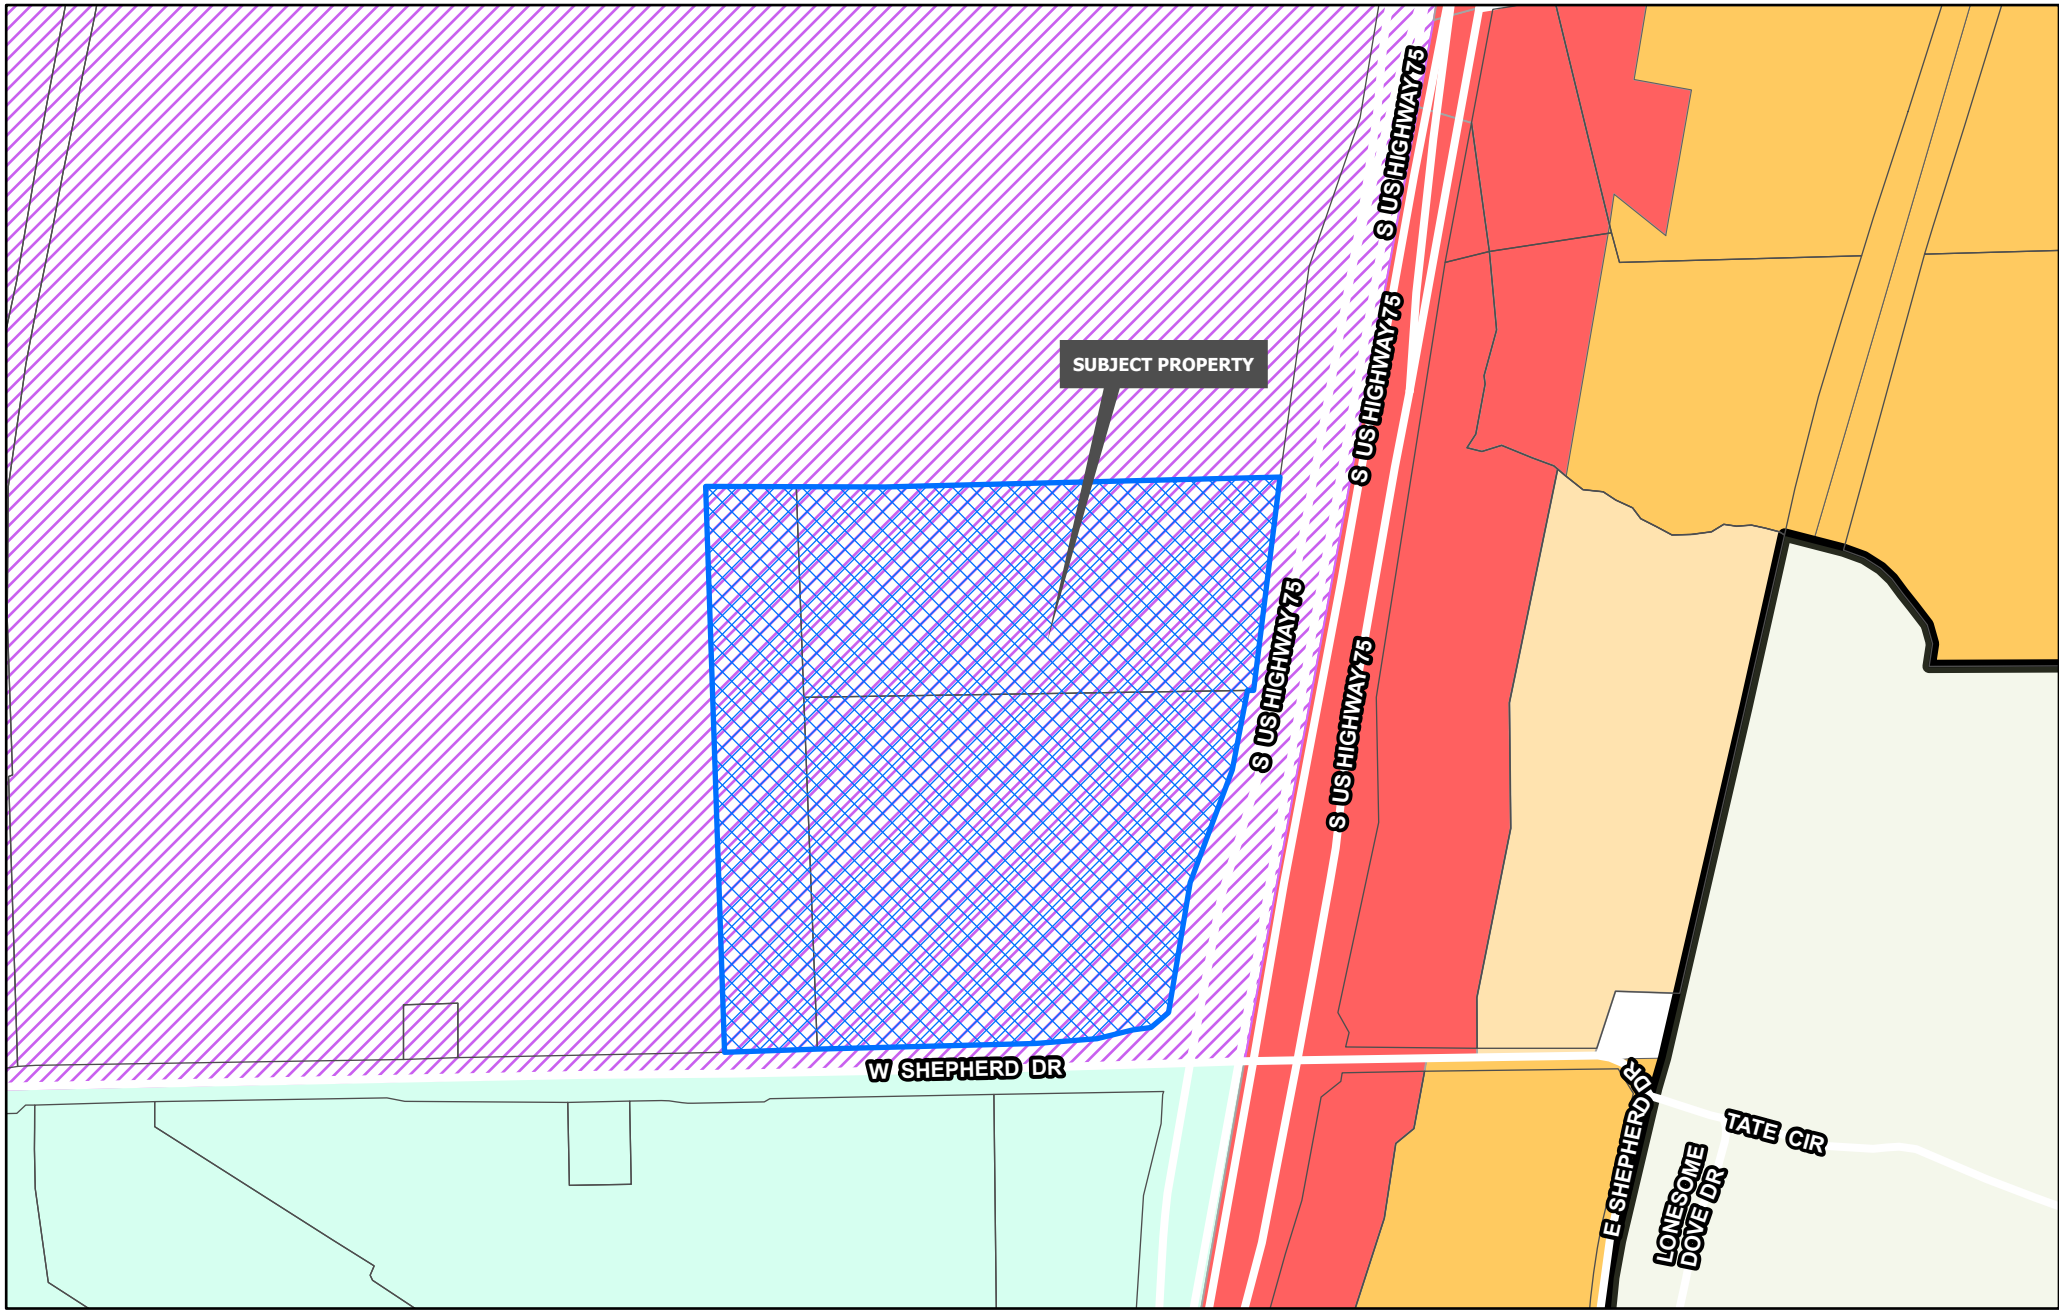 S US HIGHWAY 75
S US HIGHWAY 75
SUBJECT PROPERTY
S US HIGHWAY 75
S US HIGHWAY 75
W SHEPHERD DR
E SHEPHERD DR
TATE CIR
LONESOME
DOVE DR